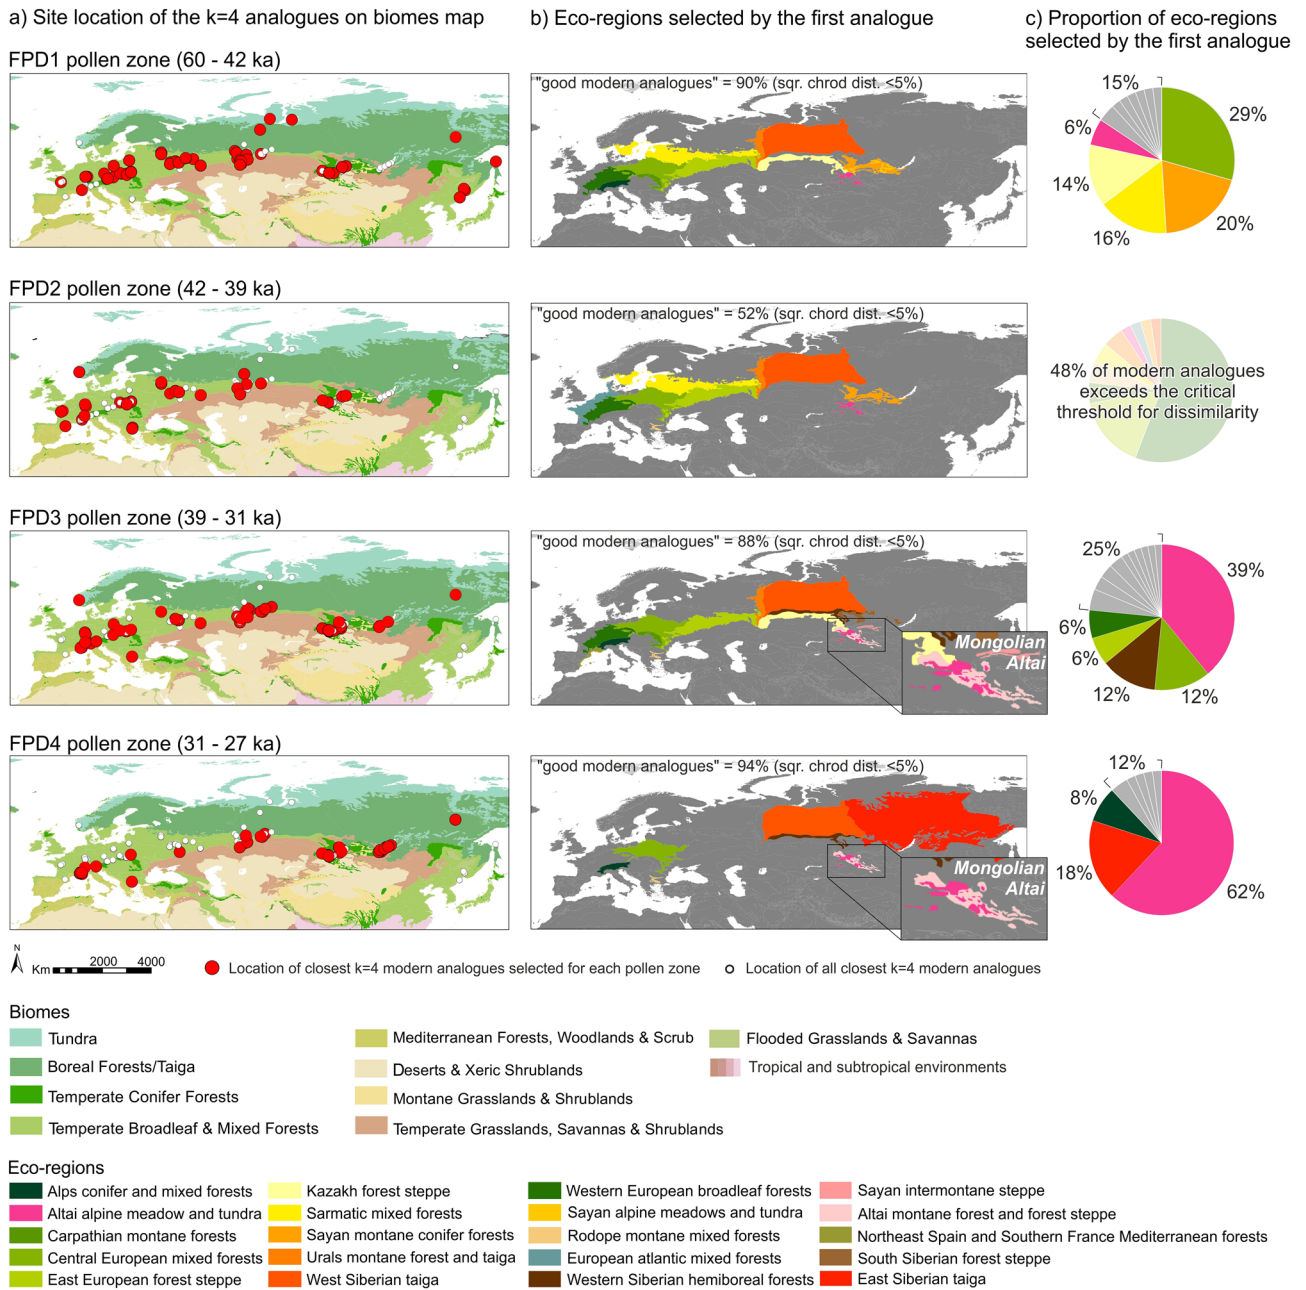 a) Site location of the k=4 analogues on biomes map
b) Eco-regions selected by the first analogue
c) Proportion of eco-regions
selected by the first analogue
FPD1 pollen zone (60 - 42 ka)
"good modern analogues" = 90% (sqr. chrod dist. <5%)
15%
29%
6%
14%
16%
20%
FPD2 pollen zone (42 - 39 ka)
"good modern analogues" = 52% (sqr. chord dist. <5%)
48% of modern analogues
exceeds the critical
threshold for dissimilarity
FPD3 pollen zone (39 - 31 ka)
"good modern analogues" = 88% (sqr. chrod dist. <5%)
Mongolian
Altai
25%
39%
6%
6%
12%
12%
FPD4 pollen zone (31 - 27 ka)
"good modern analogues" = 94% (sqr. chrod dist. <5%)
Mongolian
Altai
12%
8%
18%
62%
N
Km
2000
4000
Location of closest k=4 modern analogues selected for each pollen zone
Location of all closest k=4 modern analogues
Biomes
Tundra
Boreal Forests/Taiga
Temperate Conifer Forests
Temperate Broadleaf & Mixed Forests
Mediterranean Forests, Woodlands & Scrub
Deserts & Xeric Shrublands
Montane Grasslands & Shrublands
Temperate Grasslands, Savannas & Shrublands
Flooded Grasslands & Savannas
Tropical and subtropical environments
Eco-regions
Alps conifer and mixed forests
Altai alpine meadow and tundra
Carpathian montane forests
Central European mixed forests
East European forest steppe
Kazakh forest steppe
Sarmatic mixed forests
Sayan montane conifer forests
Urals montane forest and taiga
West Siberian taiga
Western European broadleaf forests
Sayan alpine meadows and tundra
Rodope montane mixed forests
European atlantic mixed forests
Western Siberian hemiboreal forests
Sayan intermontane steppe
Altai montane forest and forest steppe
Northeast Spain and Southern France Mediterranean forests
South Siberian forest steppe
East Siberian taiga